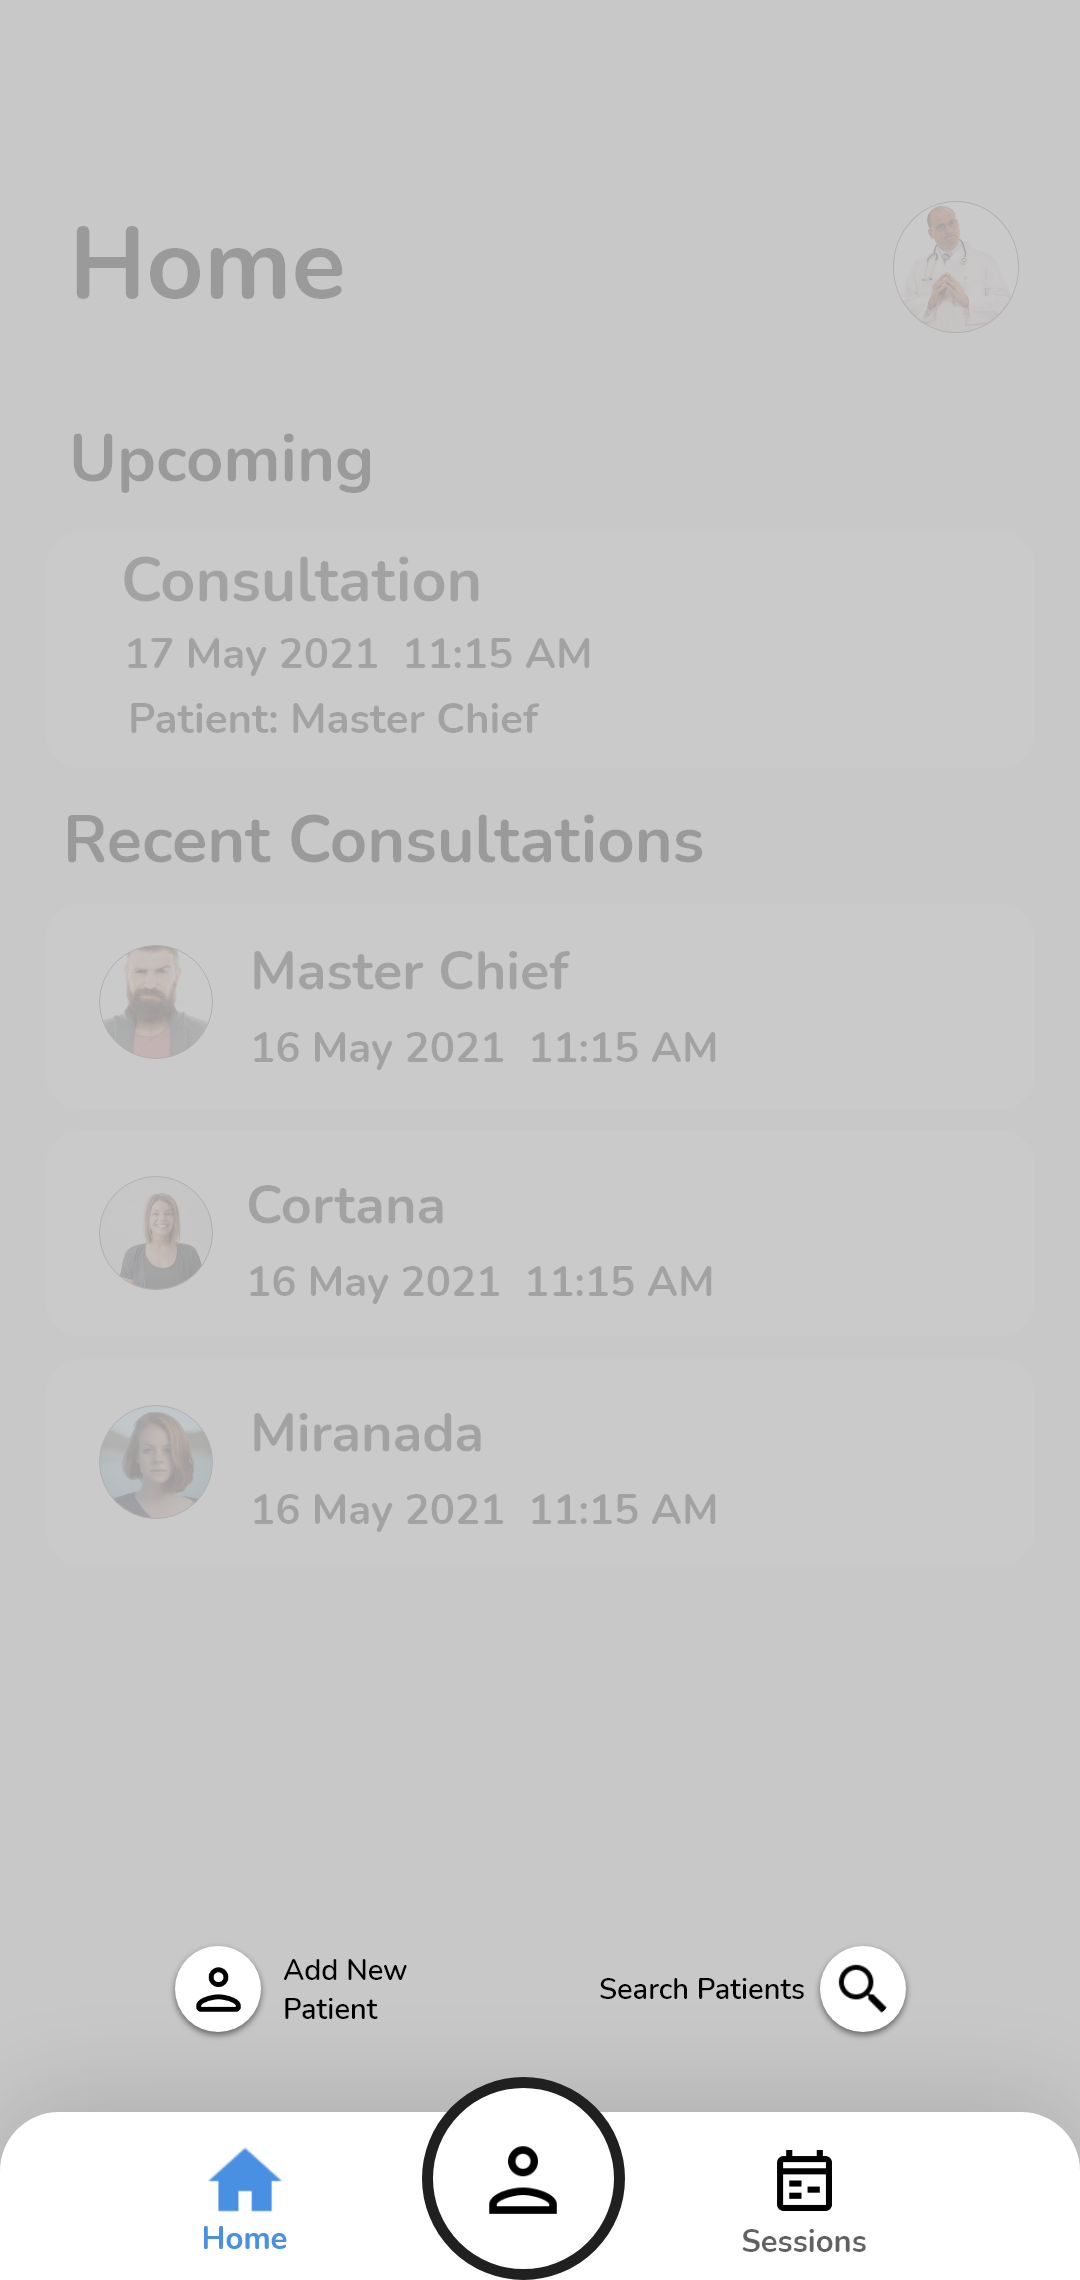 Home
Upcoming
Consultation
17 May 2021 11:15 AM
Patient: Master Chief
Recent Consultations
Master Chief
16 May 2021 11:15 AM
Cortana
16 May 2021 11:15 AM
Miranada
16 May 2021 11:15 AM
Add New
Patient
Search Patients
Home
Sessions